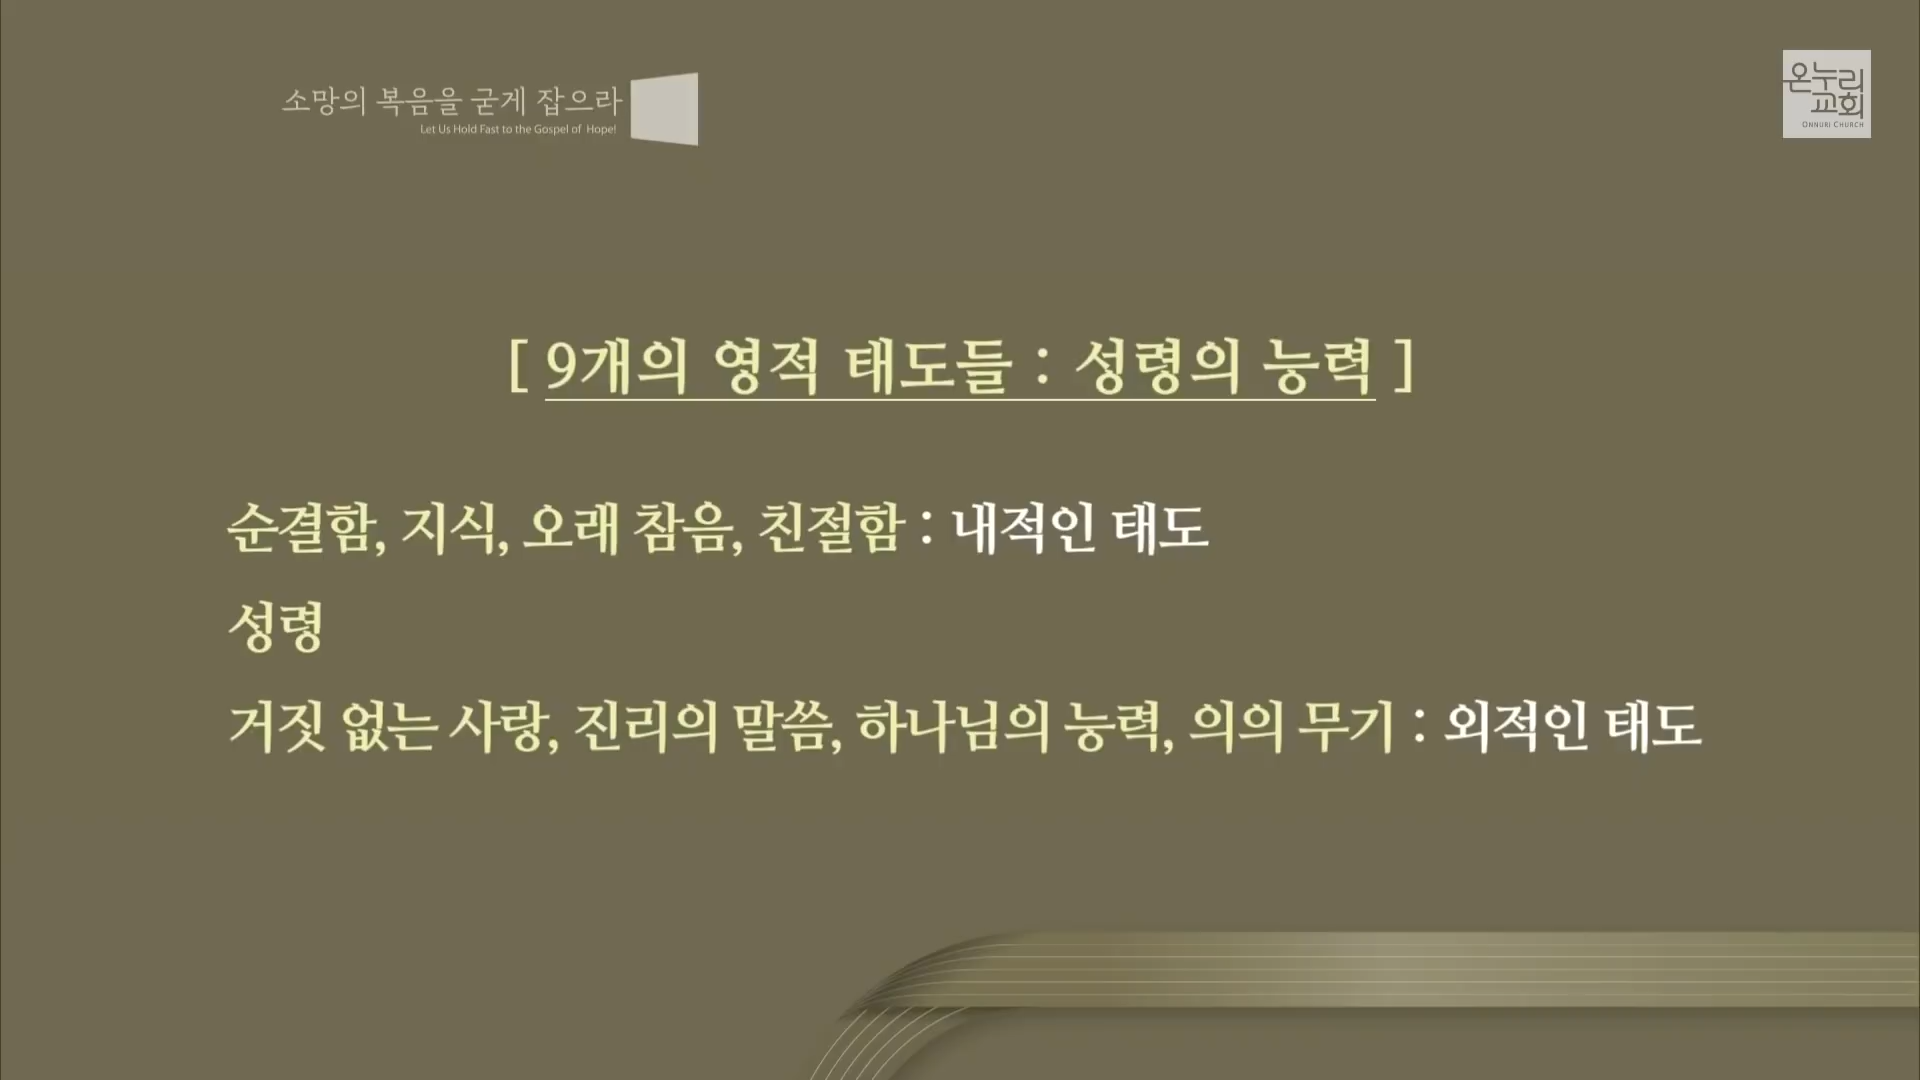 소망의 복음을 굳게 잡으라
Let Us Hold Fast to the Gospel of Hope!
온누리
교회
ONNURI CHURCH
[ 9개의 영적 태도들 : 성령의 능력 ]
순결함, 지식, 오래 참음, 친절함 : 내적인 태도
성령
거짓 없는 사랑, 진리의 말씀, 하나님의 능력, 의의 무기 : 외적인 태도